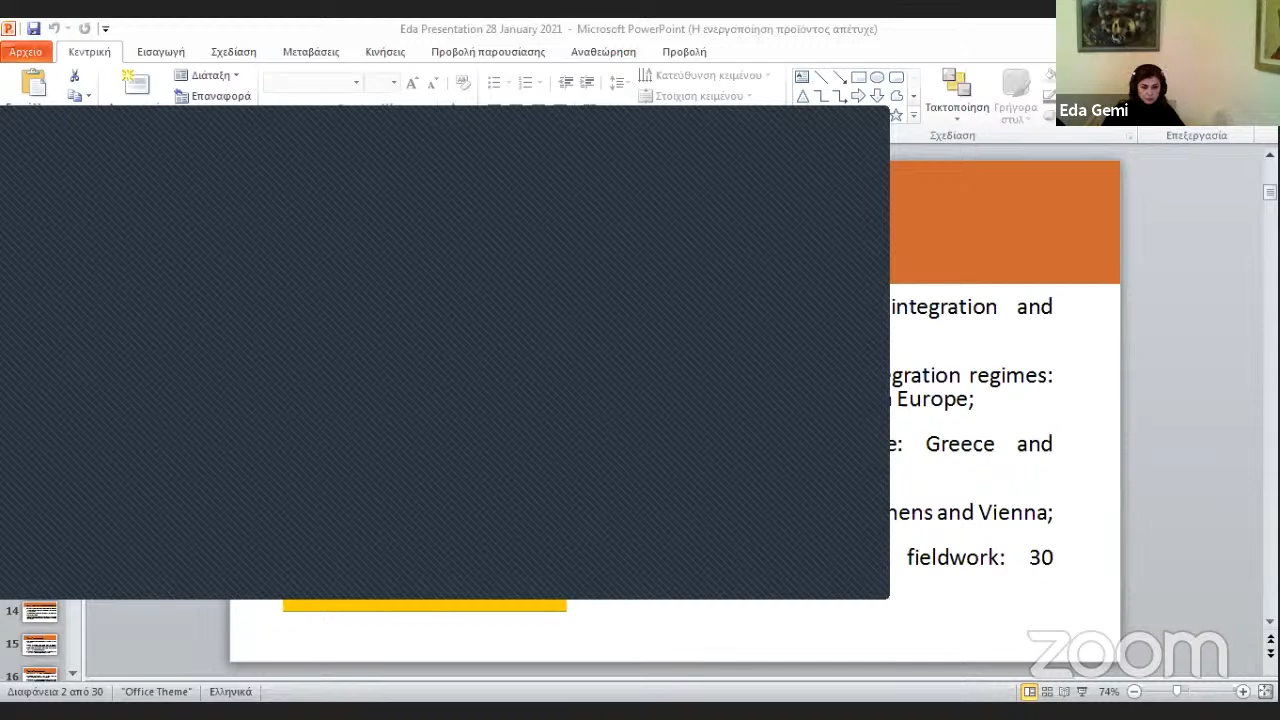 Eda Presentation 28 January 2021 - Microsoft PowerPoint (Η ενεργοποίηση προϊόντος απέτυχε)
Αρχείο Κεντρική Εισαγωγή Σχεδίαση Μεταβάσεις Κινήσεις Προβολή παρουσίασης Αναθεώρηση Προβολή
Διάταξη Κατεύθυνση κειμένου
Επαναφορά Στοίχιση κειμένου
Τακτοποίηση Γρήγορα
στυλ
Σχεδίαση Επεξεργασία
Eda Gemi
integration and
gration regimes:
Europe;
e: Greece and
hens and Vienna;
fieldwork: 30
14
15
16
zoom
Διαφάνεια 2 από 30 "Office Theme" Ελληνικά 74%